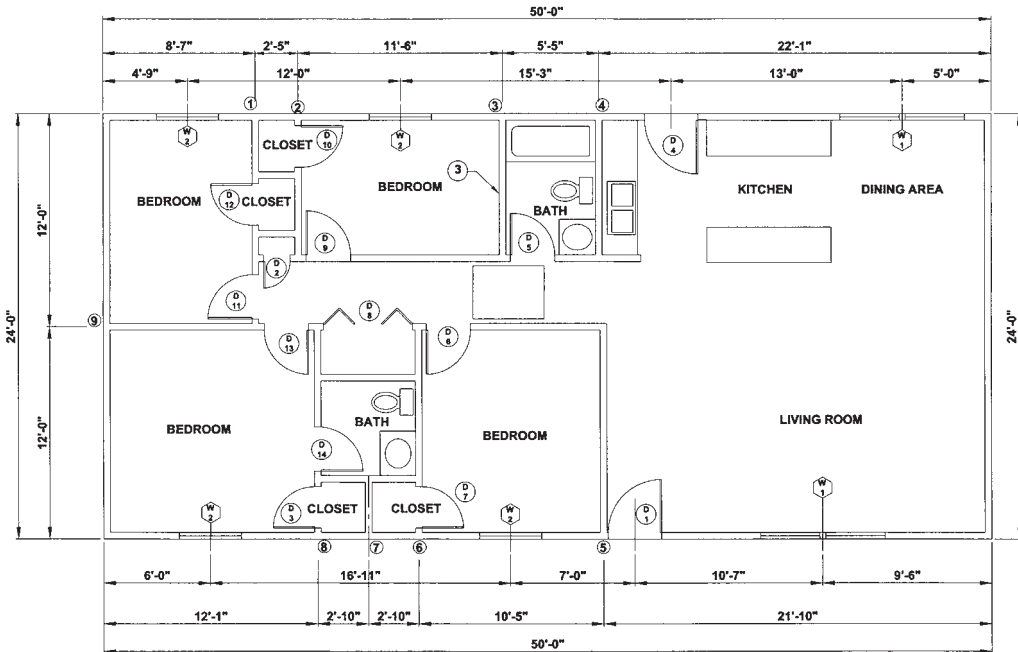 50'-0"
8'-7" 2'-5" 11'-6" 5'-5" 22'-1"
4'-9" 12'-0" 15'-3" 13'-0" 5'-0"
1 2 3 4
W 2
W 2
W 1
D 10
D 4
CLOSET
3
D 12
BEDROOM CLOSET
BEDROOM
KITCHEN
DINING AREA
BATH
12'-0"
D 9
D 5
D 2
D 11
D 8
9
24'-0"
24'-0"
D 13
D 6
12'-0"
BATH
LIVING ROOM
BEDROOM
BEDROOM
D 14
W 1
D 7
CLOSET CLOSET
D 3
W 2
W 2
D 1
8 7 6 5
6'-0" 16'-11" 7'-0" 10'-7" 9'-6"
12'-1" 2'-10" 2'-10" 10'-5" 21'-10"
50'-0"